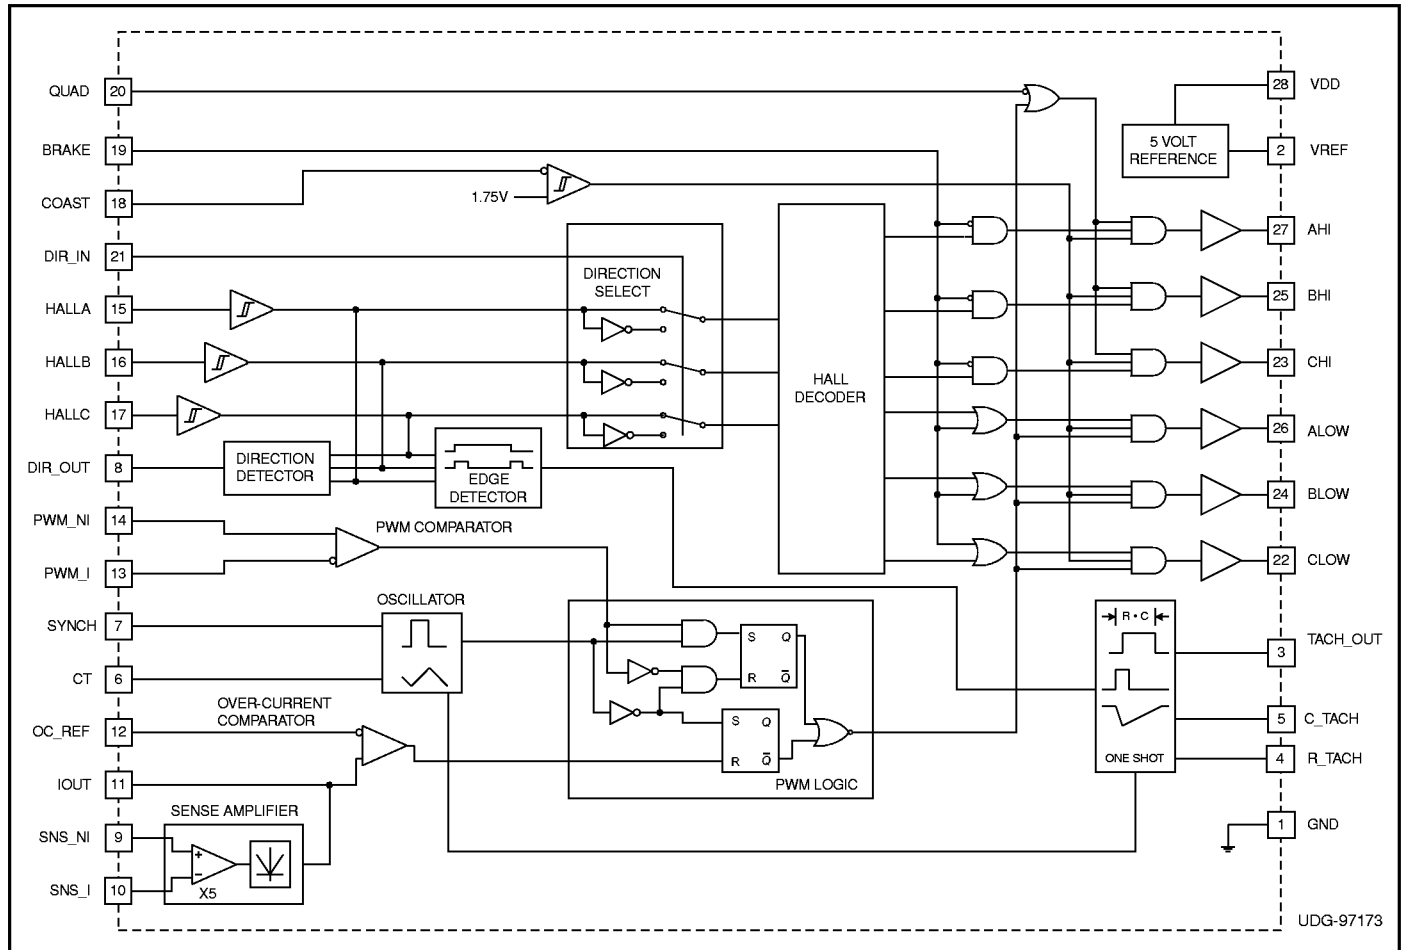 QUAD 20
BRAKE 19
COAST 18
DIR_IN 21
HALLA 15
HALLB 16
HALLC 17
DIR_OUT 8
PWM_NI 14
PWM_I 13
SYNCH 7
CT 6
OC_REF 12
IOUT 11
SNS_NI 9
SNS_I 10
1.75V
DIRECTION
SELECT
DIRECTION
DETECTOR
EDGE
DETECTOR
PWM COMPARATOR
OSCILLATOR
OVER-CURRENT
COMPARATOR
SENSE AMPLIFIER
+
−
X5
HALL
DECODER
S Q
R Q̅
S Q
R Q̅
PWM LOGIC
5 VOLT
REFERENCE
R • C
ONE SHOT
28 VDD
2 VREF
27 AHI
25 BHI
23 CHI
26 ALOW
24 BLOW
22 CLOW
3 TACH_OUT
5 C_TACH
4 R_TACH
1 GND
UDG-97173